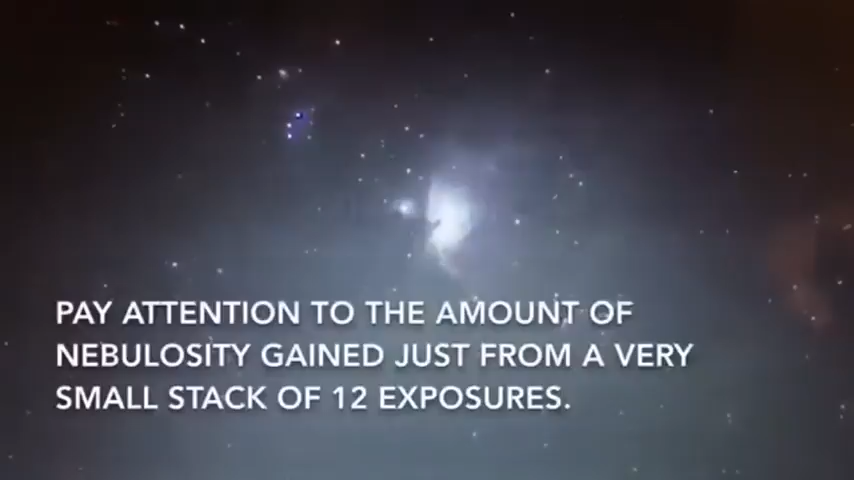 PAY ATTENTION TO THE AMOUNT OF
NEBULOSITY GAINED JUST FROM A VERY
SMALL STACK OF 12 EXPOSURES.